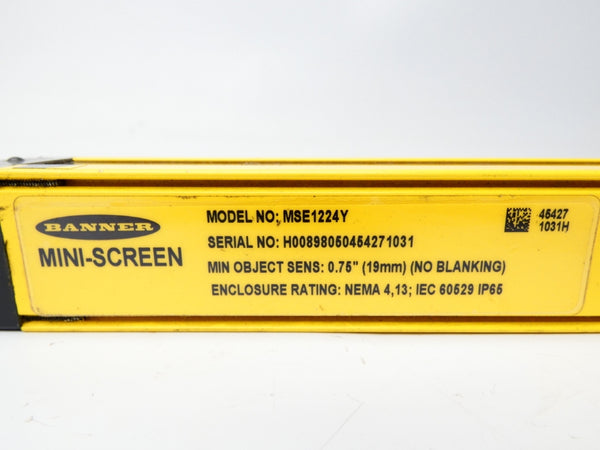 BANNER
MINI-SCREEN
MODEL NO: MSE1224Y
SERIAL NO: H00898050454271031
MIN OBJECT SENS: 0.75" (19mm) (NO BLANKING)
ENCLOSURE RATING: NEMA 4,13; IEC 60529 IP65
45427
1031H